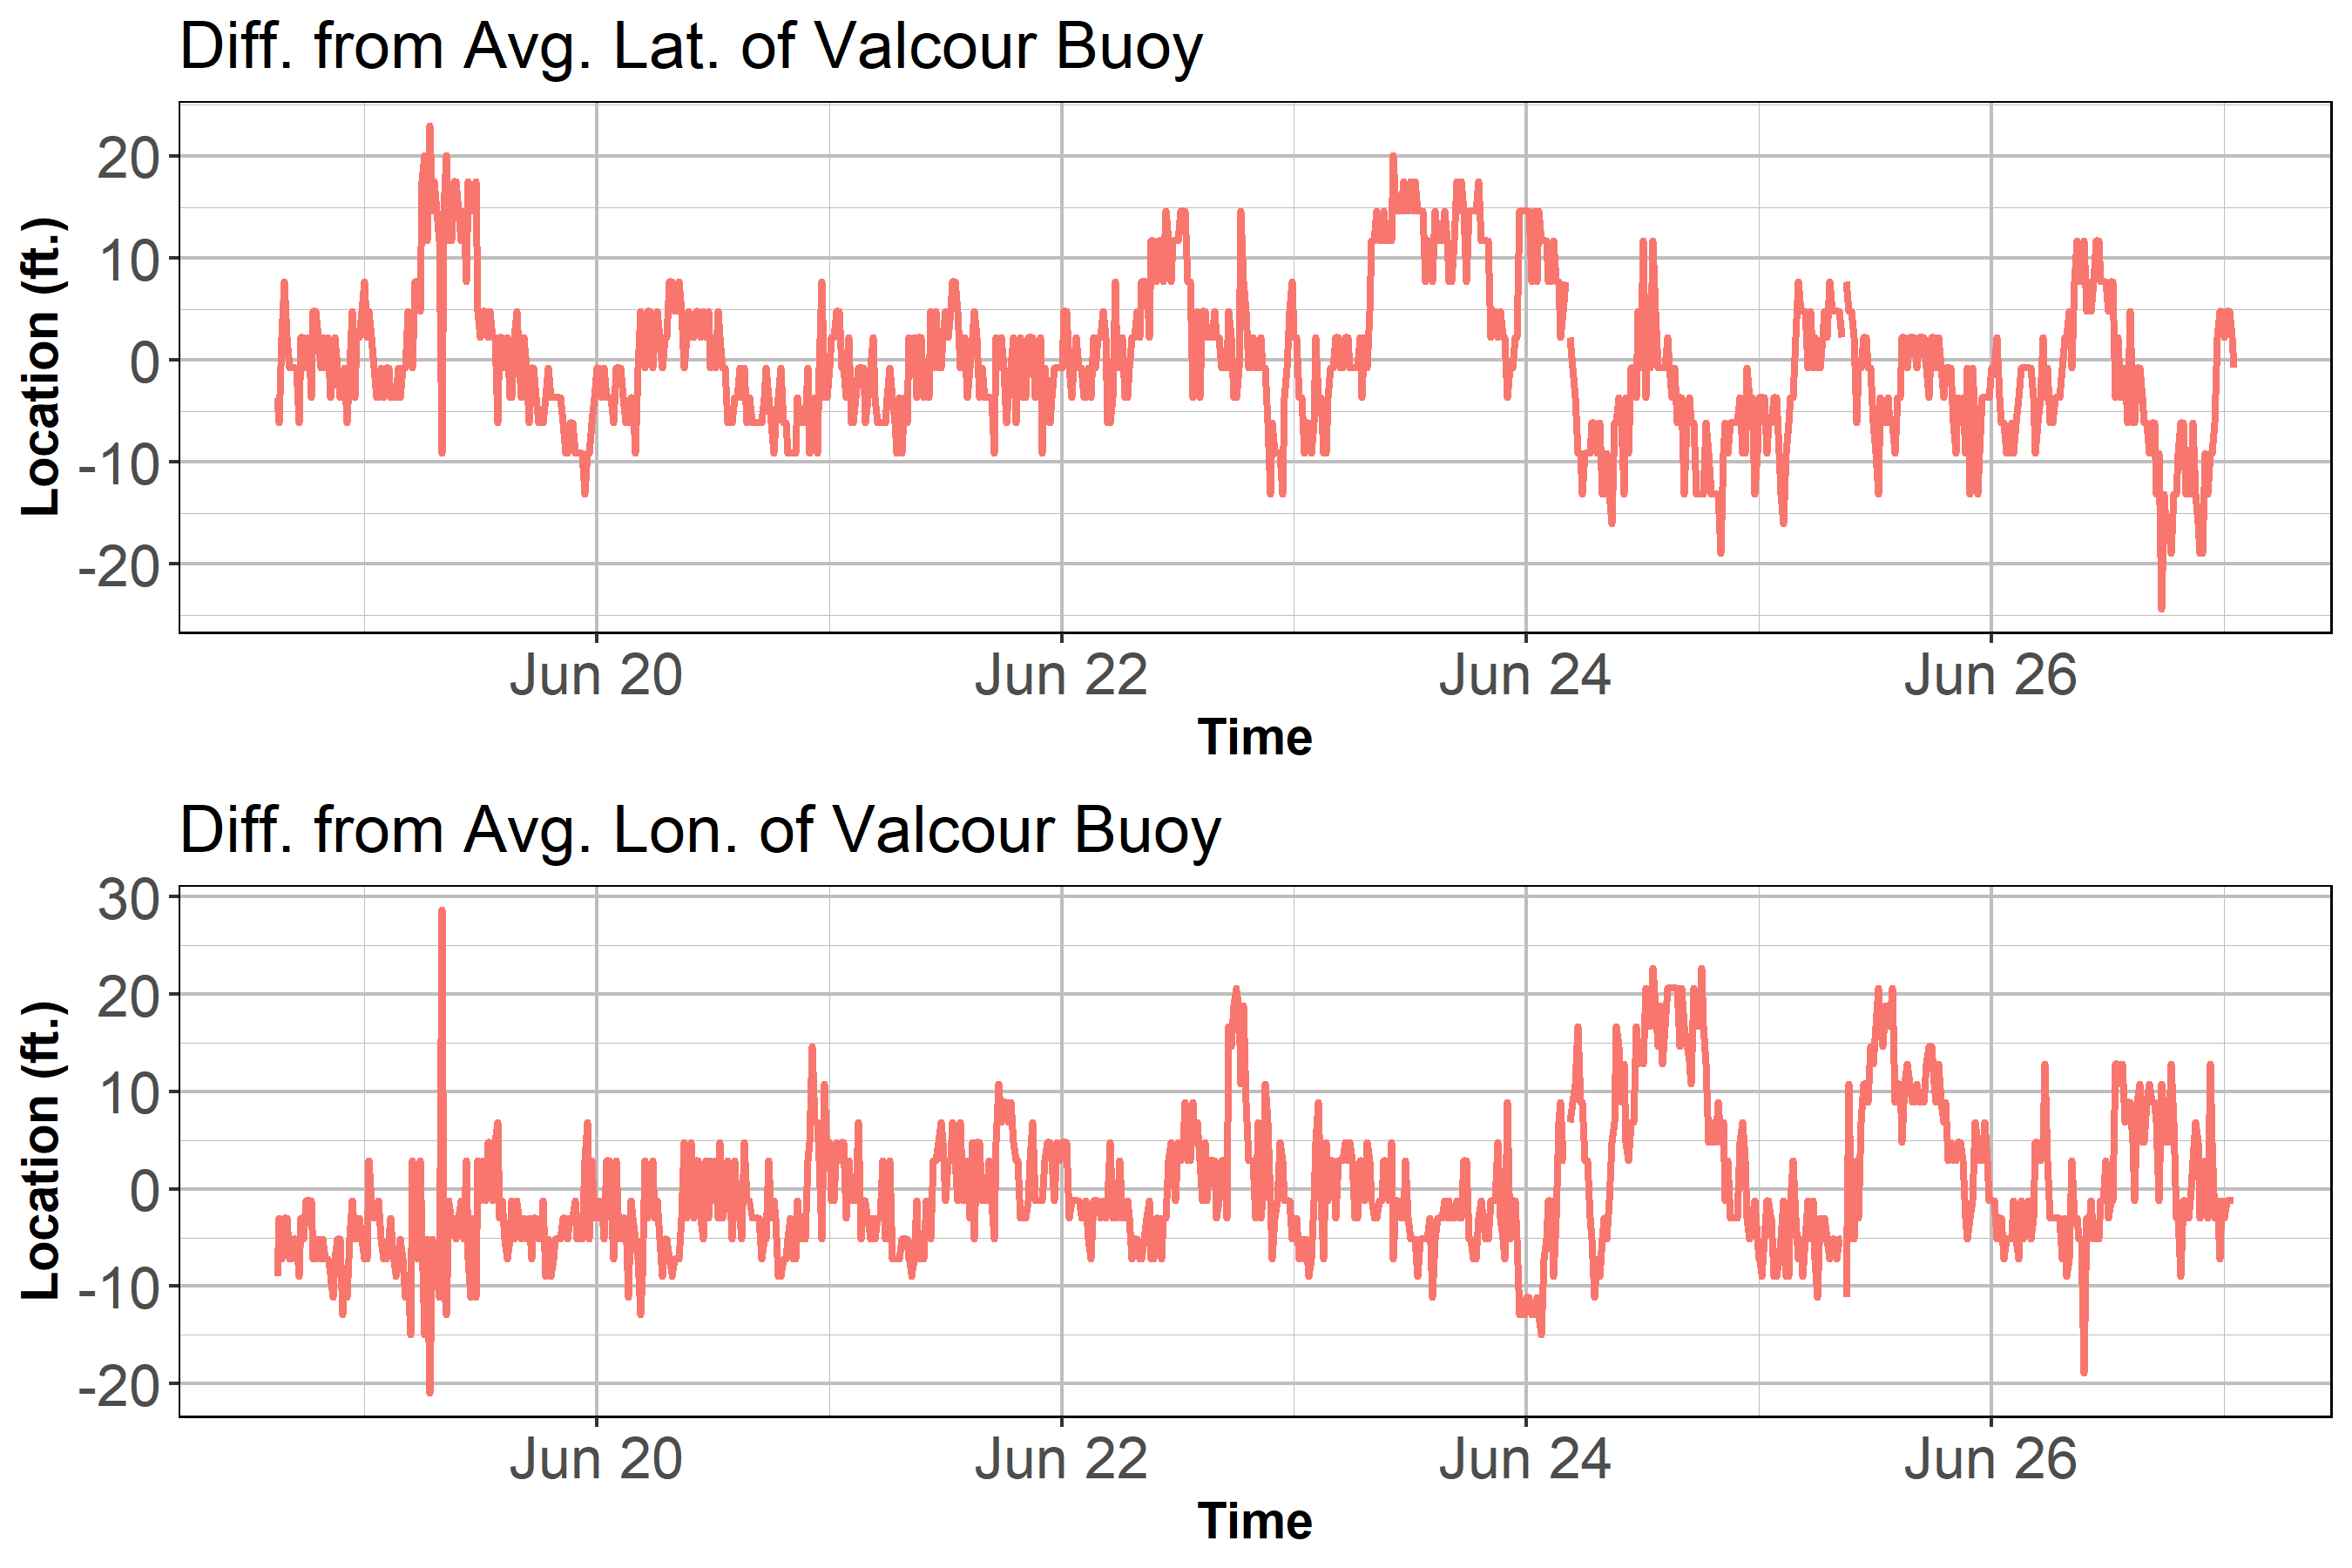 Diff. from Avg. Lat. of Valcour Buoy
Location (ft.)
20
10
0
-10
-20
Jun 20 Jun 22 Jun 24 Jun 26
Time
Diff. from Avg. Lon. of Valcour Buoy
Location (ft.)
30
20
10
0
-10
-20
Jun 20 Jun 22 Jun 24 Jun 26
Time